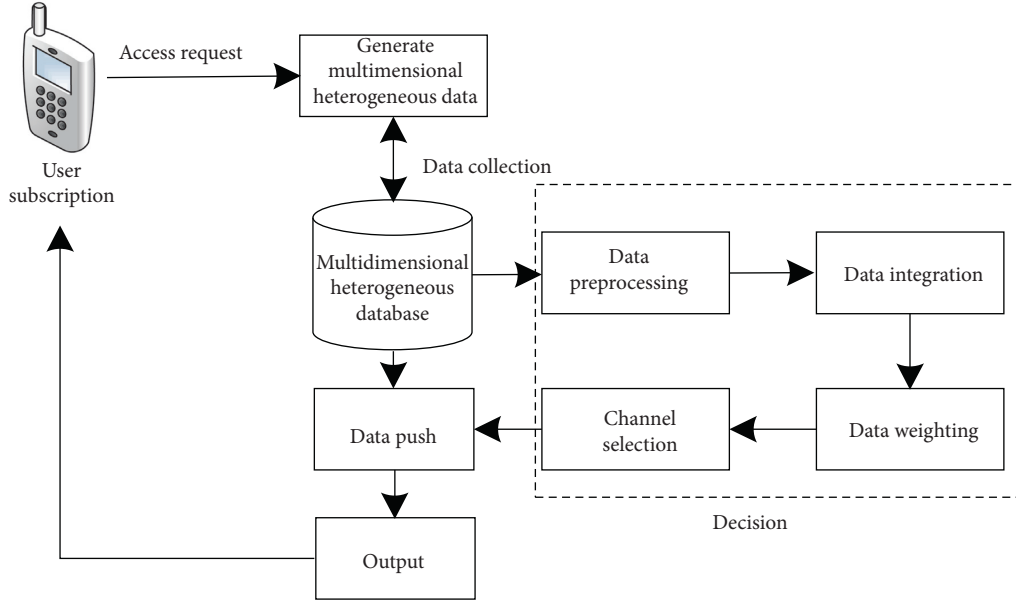 Access request
Generate
multimensional
heterogeneous data
User
subscription
Data collection
Multidimensional
heterogeneous
database
Data
preprocessing
Data integration
Data push
Channel
selection
Data weighting
Decision
Output